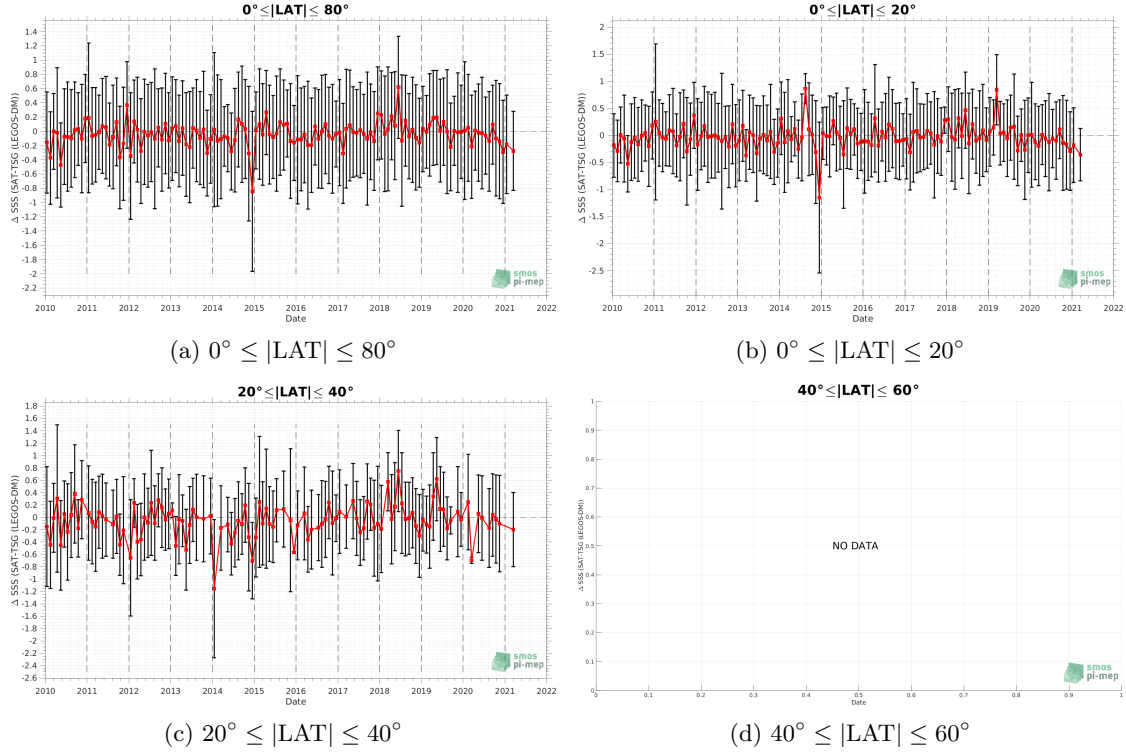 0°≤|LAT|≤ 80°
Δ SSS (SAT-TSG (LEGOS-DM))
1.4
1.2
1
0.8
0.6
0.4
0.2
0
-0.2
-0.4
-0.6
-0.8
-1
-1.2
-1.4
-1.6
-1.8
-2
-2.2
2010 2011 2012 2013 2014 2015 2016 2017 2018 2019 2020 2021 2022
Date
smos
pi-mep
(a) 0° ≤ |LAT| ≤ 80°
0°≤|LAT|≤ 20°
Δ SSS (SAT-TSG (LEGOS-DM))
2
1.5
1
0.5
0
-0.5
-1
-1.5
-2
-2.5
2010 2011 2012 2013 2014 2015 2016 2017 2018 2019 2020 2021 2022
Date
smos
pi-mep
(b) 0° ≤ |LAT| ≤ 20°
20°≤|LAT|≤ 40°
Δ SSS (SAT-TSG (LEGOS-DM))
1.8
1.6
1.4
1.2
1
0.8
0.6
0.4
0.2
0
-0.2
-0.4
-0.6
-0.8
-1
-1.2
-1.4
-1.6
-1.8
-2
-2.2
-2.4
-2.6
2010 2011 2012 2013 2014 2015 2016 2017 2018 2019 2020 2021 2022
Date
smos
pi-mep
(c) 20° ≤ |LAT| ≤ 40°
40°≤|LAT|≤ 60°
Δ SSS (SAT-TSG (LEGOS-DM))
1
0.9
0.8
0.7
0.6
0.5
0.4
0.3
0.2
0.1
0
NO DATA
0 0.1 0.2 0.3 0.4 0.5 0.6 0.7 0.8 0.9 1
Date
smos
pi-mep
(d) 40° ≤ |LAT| ≤ 60°